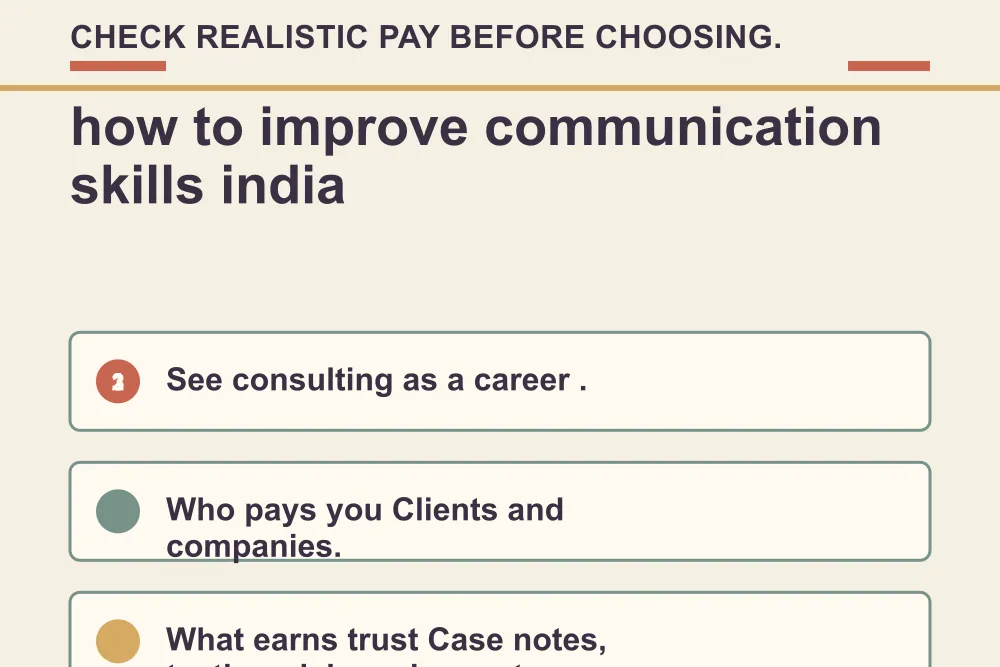 CHECK REALISTIC PAY BEFORE CHOOSING.
how to improve communication
skills india
See consulting as a career .
Who pays you Clients and
companies.
What earns trust Case notes,